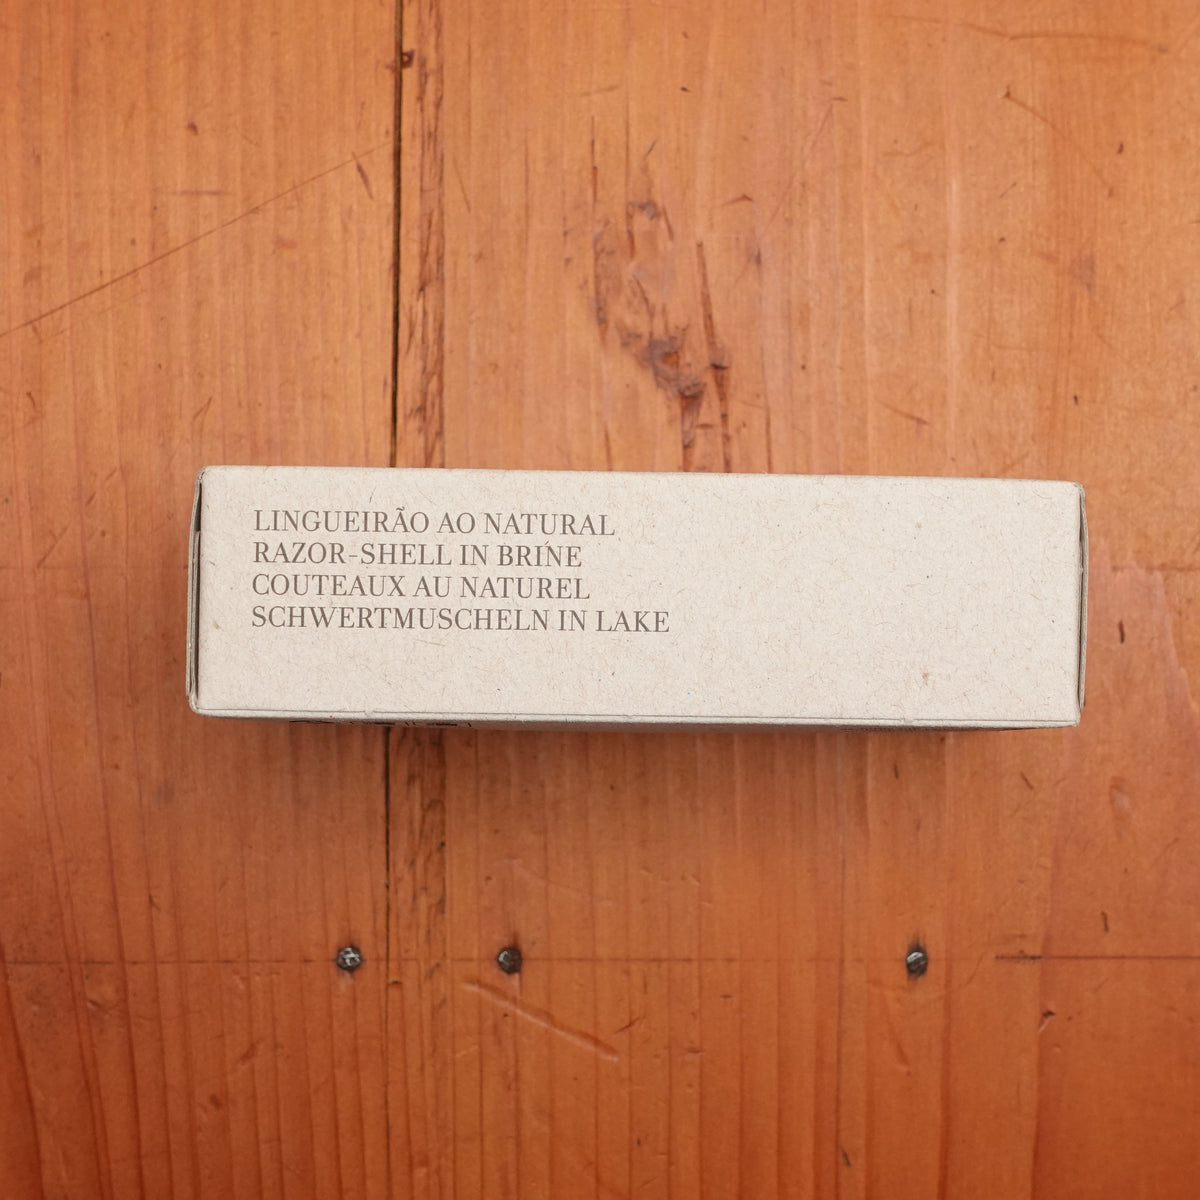 LINGUEIRÃO AO NATURAL
RAZOR-SHELL IN BRINE
COUTEAUX AU NATUREL
SCHWERTMUSCHELN IN LAKE